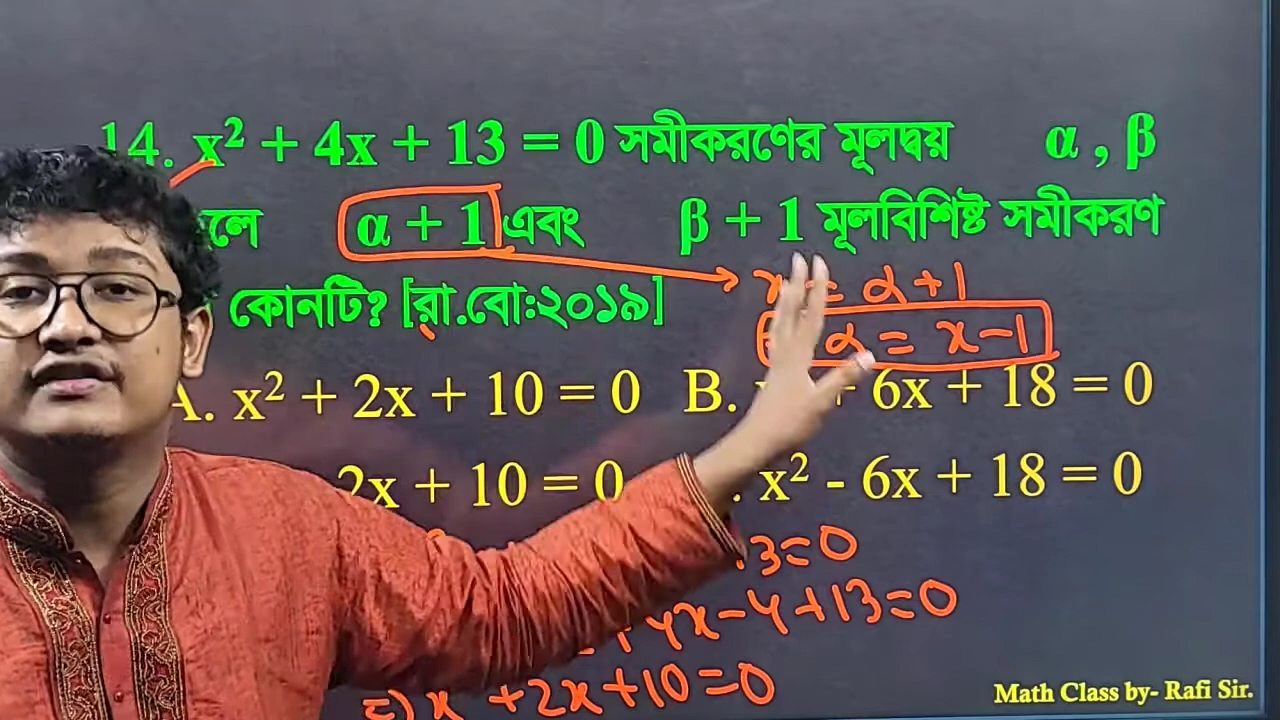 14. x² + 4x + 13 = 0 সমীকরণের মূলদ্বয় α , β
α + 1 এবং β + 1 মূলবিশিষ্ট সমীকরণ
কোনটি? [রা.বো:২০১৯]
x = α + 1
α = x - 1
A. x² + 2x + 10 = 0 B. + 6x + 18 = 0
2x + 10 = 0 . x² - 6x + 18 = 0
3=0
+ 4x - 4 + 13 = 0
⇒ x + 2x + 10 = 0
Math Class by- Rafi Sir.